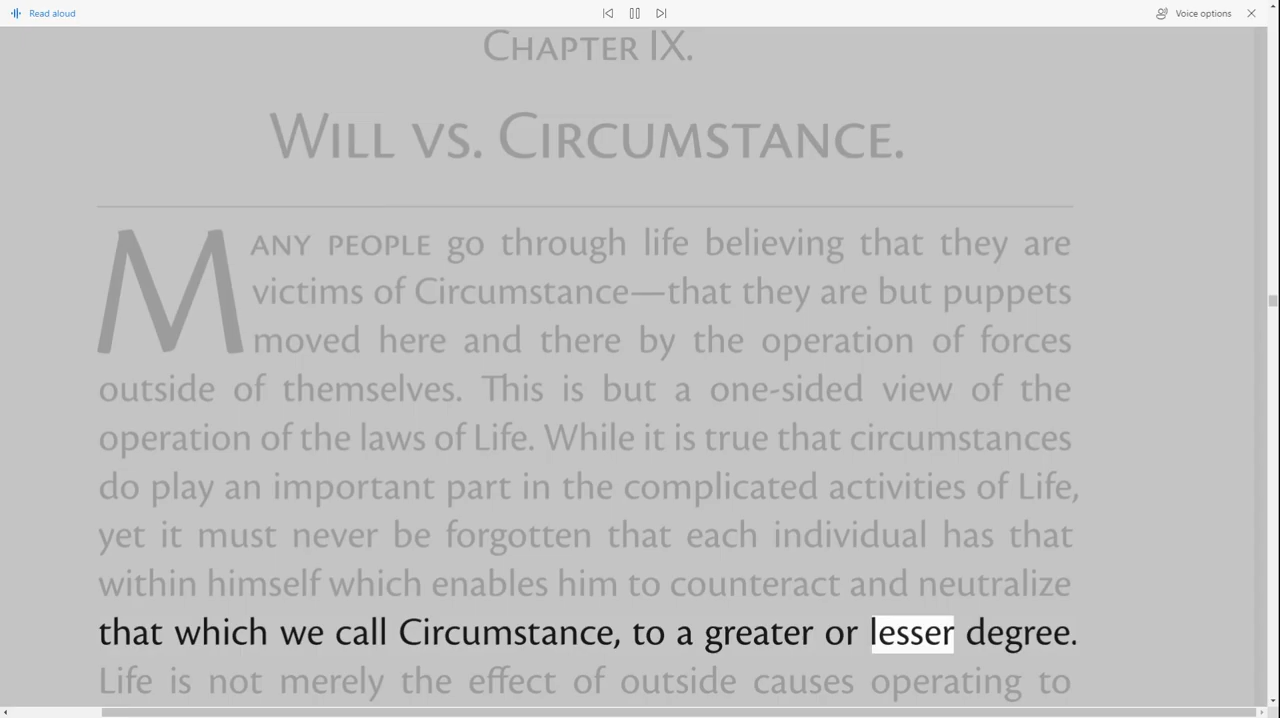 Read aloud
Voice options
Chapter IX.
Will vs. Circumstance.
Many people go through life believing that they are
victims of Circumstance—that they are but puppets
moved here and there by the operation of forces
outside of themselves. This is but a one-sided view of the
operation of the laws of Life. While it is true that circumstances
do play an important part in the complicated activities of Life,
yet it must never be forgotten that each individual has that
within himself which enables him to counteract and neutralize
that which we call Circumstance, to a greater or lesser degree.
Life is not merely the effect of outside causes operating to